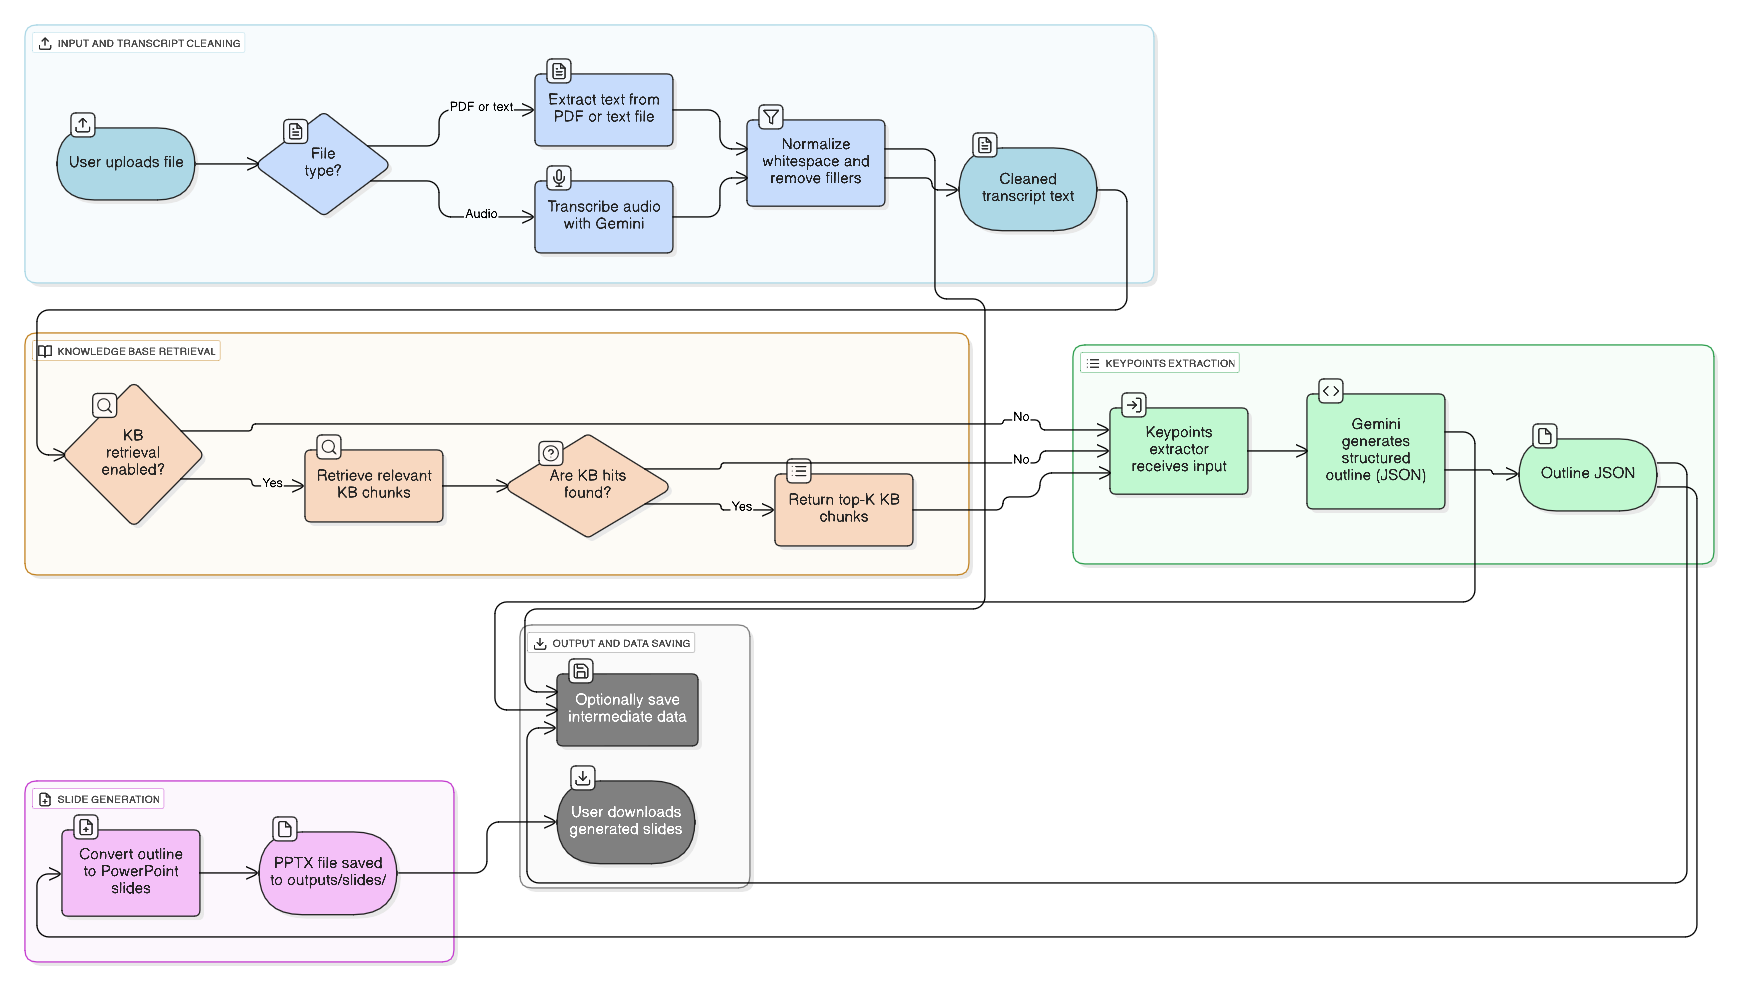 INPUT AND TRANSCRIPT CLEANING
User uploads file
File
type?
PDF or text
Audio
Extract text from
PDF or text file
Transcribe audio
with Gemini
Normalize
whitespace and
remove fillers
Cleaned
transcript text
KNOWLEDGE BASE RETRIEVAL
KB
retrieval
enabled?
Yes
No
Retrieve relevant
KB chunks
Are KB hits
found?
No
Yes
Return top-K KB
chunks
KEYPOINTS EXTRACTION
Keypoints
extractor
receives input
Gemini
generates
structured
outline (JSON)
Outline JSON
OUTPUT AND DATA SAVING
Optionally save
intermediate data
User downloads
generated slides
SLIDE GENERATION
Convert outline
to PowerPoint
slides
PPTX file saved
to outputs/slides/